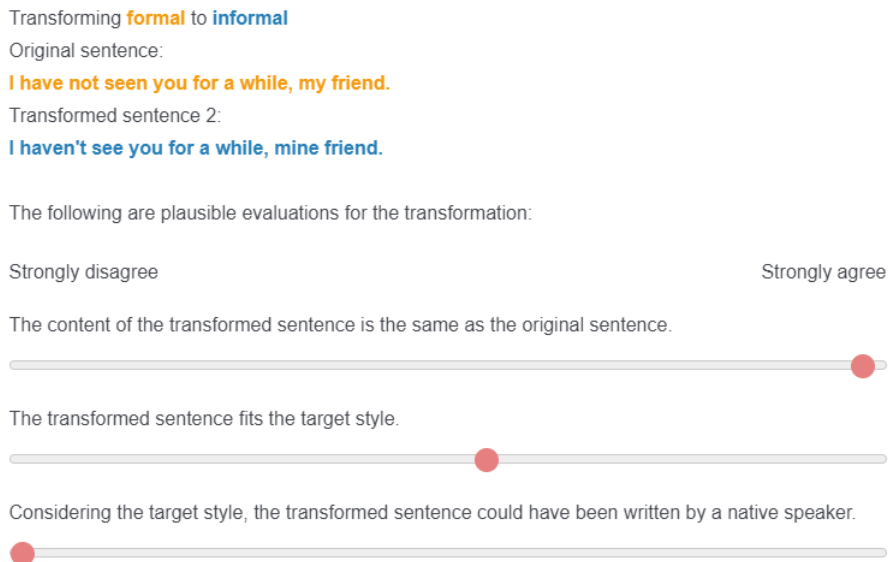 Transforming formal to informal
Original sentence:
I have not seen you for a while, my friend.
Transformed sentence 2:
I haven't see you for a while, mine friend.
The following are plausible evaluations for the transformation:
Strongly disagree Strongly agree
The content of the transformed sentence is the same as the original sentence.
The transformed sentence fits the target style.
Considering the target style, the transformed sentence could have been written by a native speaker.